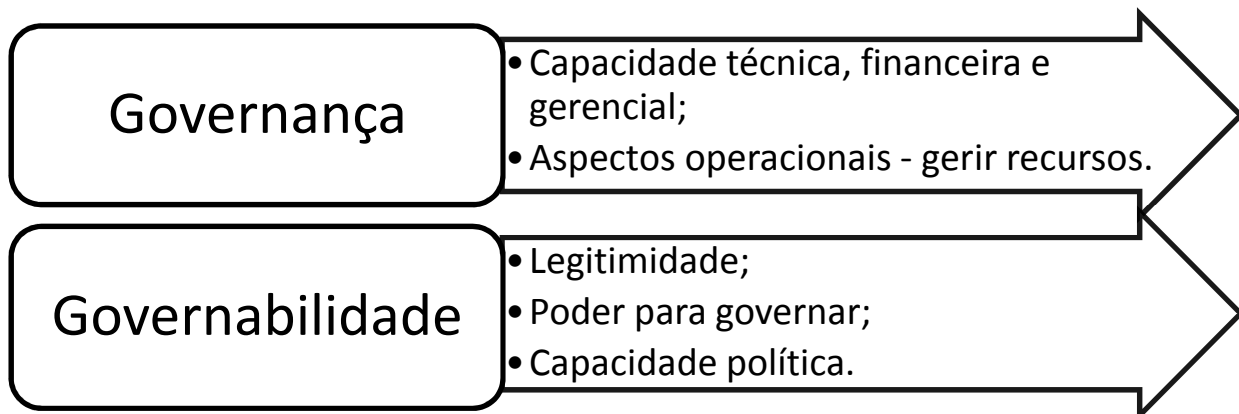 Governança
• Capacidade técnica, financeira e
gerencial;
• Aspectos operacionais - gerir recursos.
Governabilidade
• Legitimidade;
• Poder para governar;
• Capacidade política.